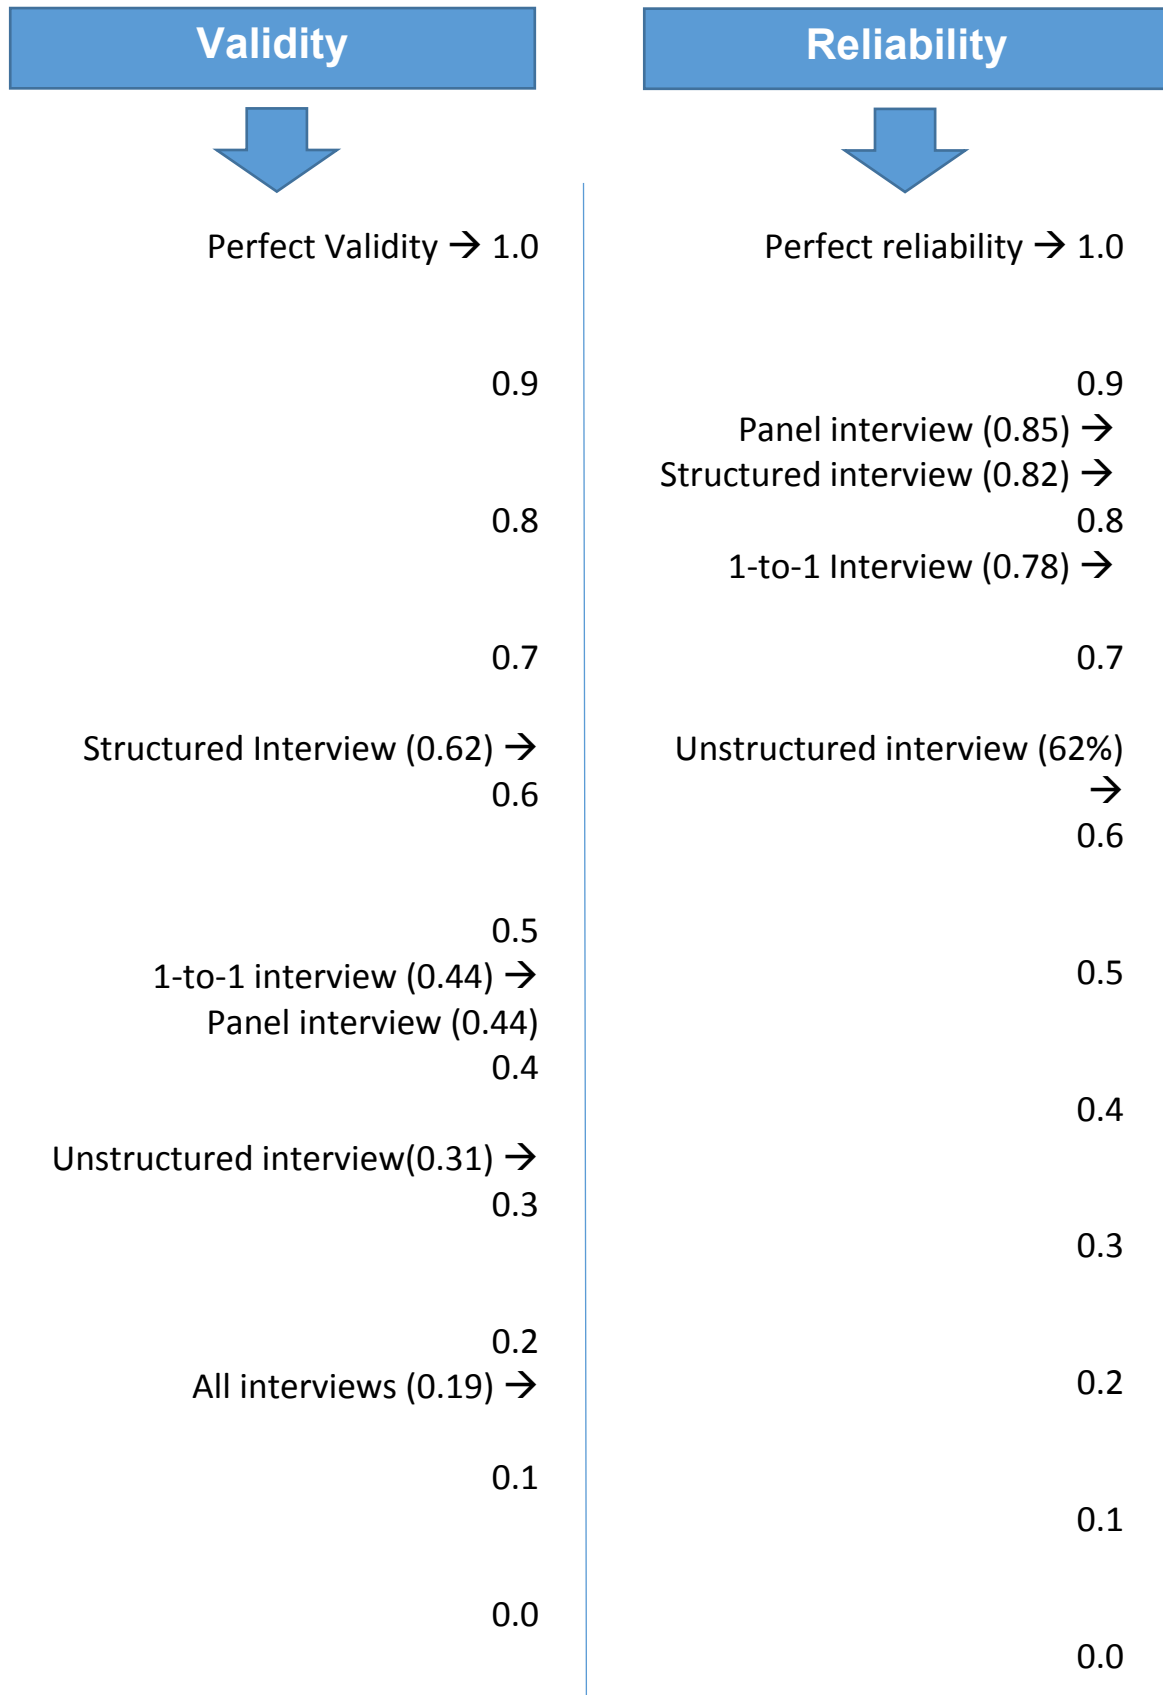 Validity
Perfect Validity → 1.0
0.9
0.8
0.7
Structured Interview (0.62) →
0.6
0.5
1-to-1 interview (0.44) →
Panel interview (0.44)
0.4
Unstructured interview(0.31) →
0.3
0.2
All interviews (0.19) →
0.1
0.0
Reliability
Perfect reliability → 1.0
0.9
Panel interview (0.85) →
Structured interview (0.82) →
0.8
1-to-1 Interview (0.78) →
0.7
Unstructured interview (62%)
→
0.6
0.5
0.4
0.3
0.2
0.1
0.0